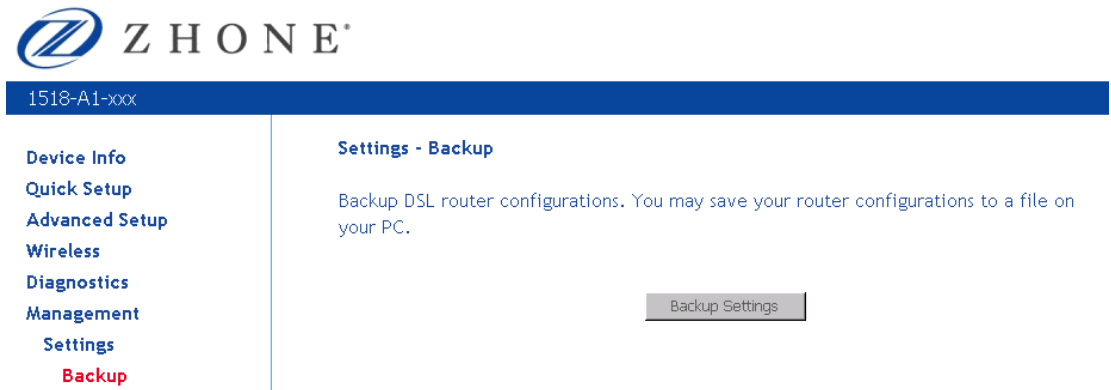 ZHONE
1518-A1-xxx
Device Info
Quick Setup
Advanced Setup
Wireless
Diagnostics
Management
Settings
Backup
Settings - Backup
Backup DSL router configurations. You may save your router configurations to a file on
your PC.
Backup Settings